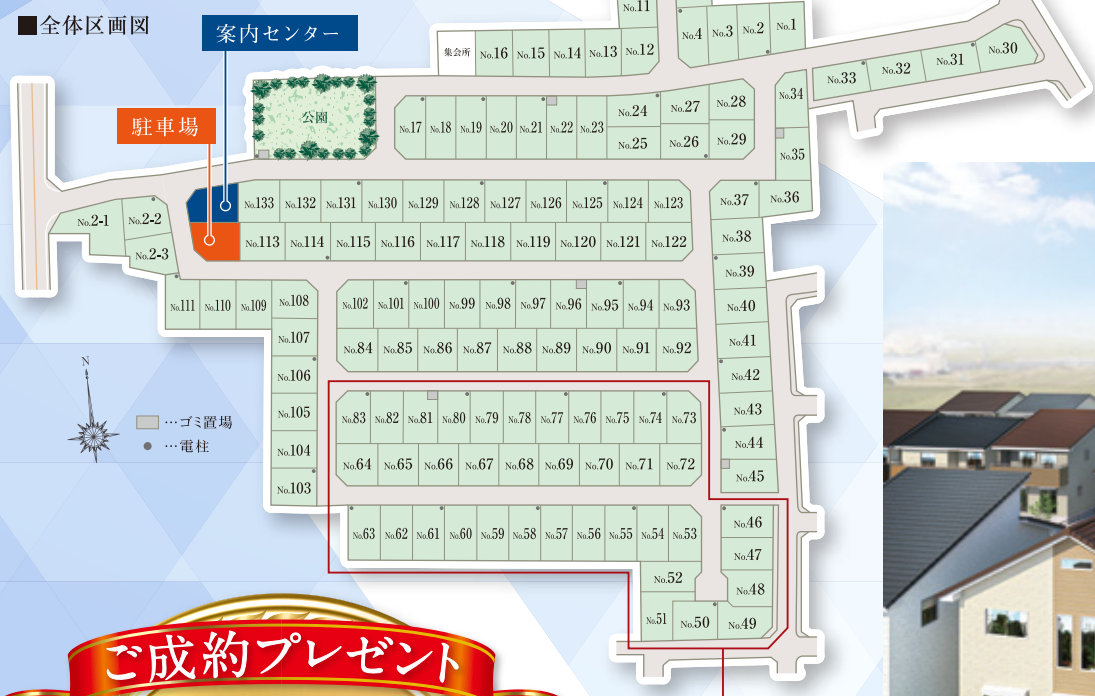 ■全体区画図
案内センター
駐車場
公園
集会所
No.16 No.15 No.14 No.13 No.12
No.11
No.4 No.3 No.2 No.1
No.33 No.32 No.31 No.30
No.34
No.35
No.36
No.37
No.17 No.18 No.19 No.20 No.21 No.22 No.23
No.24 No.27 No.28
No.25 No.26 No.29
No.2-1 No.2-2
No.2-3
No.133 No.132 No.131 No.130 No.129 No.128 No.127 No.126 No.125 No.124 No.123
No.113 No.114 No.115 No.116 No.117 No.118 No.119 No.120 No.121 No.122
No.38
No.39
No.40
No.41
No.42
No.43
No.44
No.45
No.111 No.110 No.109 No.108
No.107
No.106
No.105
No.104
No.103
No.102 No.101 No.100 No.99 No.98 No.97 No.96 No.95 No.94 No.93
No.84 No.85 No.86 No.87 No.88 No.89 No.90 No.91 No.92
No.83 No.82 No.81 No.80 No.79 No.78 No.77 No.76 No.75 No.74 No.73
No.64 No.65 No.66 No.67 No.68 No.69 No.70 No.71 No.72
No.63 No.62 No.61 No.60 No.59 No.58 No.57 No.56 No.55 No.54 No.53
No.46
No.47
No.48
No.52
No.51 No.50 No.49
N
…ゴミ置場
…電柱
ご成約プレゼント